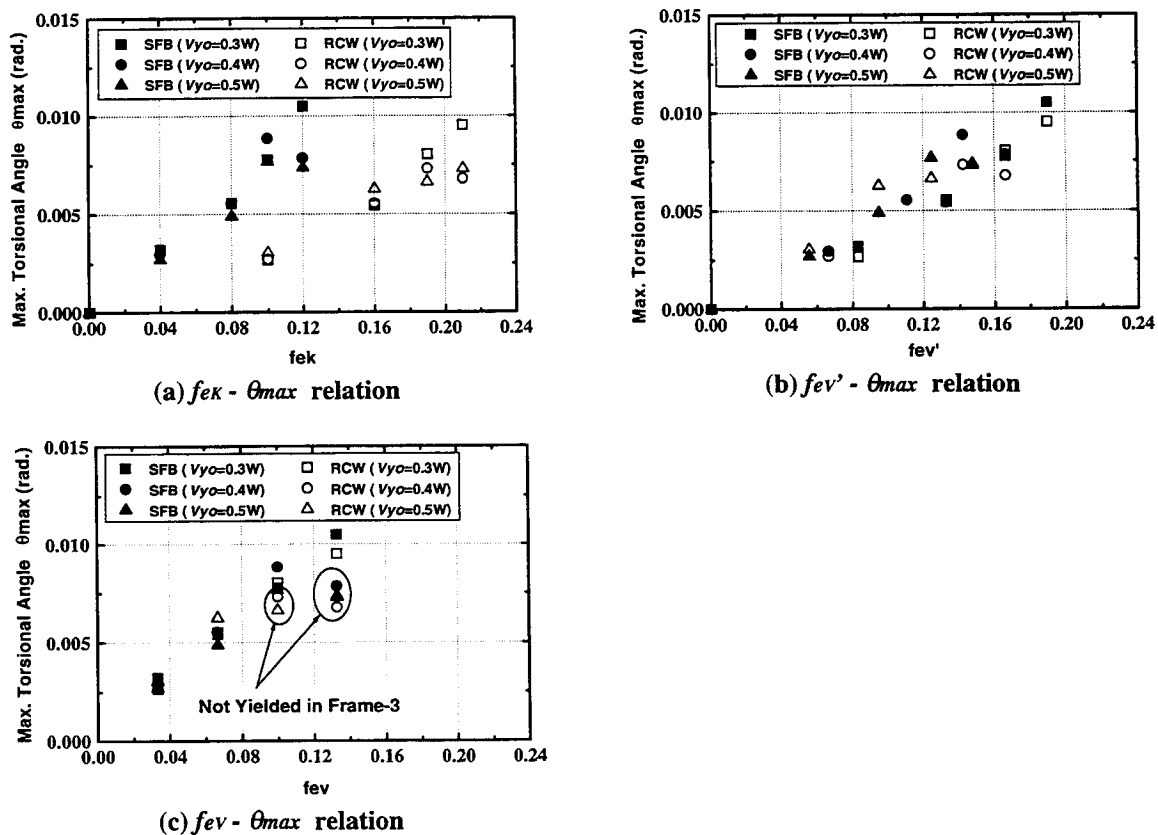 0.015
SFB ( Vyo=0.3W) RCW ( Vyo=0.3W)
SFB ( Vyo=0.4W) RCW ( Vyo=0.4W)
SFB ( Vyo=0.5W) RCW ( Vyo=0.5W)
0.010
0.005
0.000
Max. Torsional Angle θmax (rad.)
0.00 0.04 0.08 0.12 0.16 0.20 0.24
fek
(a) feK - θmax relation
0.015
SFB ( Vyo=0.3W) RCW ( Vyo=0.3W)
SFB ( Vyo=0.4W) RCW ( Vyo=0.4W)
SFB ( Vyo=0.5W) RCW ( Vyo=0.5W)
0.010
0.005
0.000
Max. Torsional Angle θmax (rad.)
0.00 0.04 0.08 0.12 0.16 0.20 0.24
fev'
(b) feV' - θmax relation
0.015
SFB ( Vyo=0.3W) RCW ( Vyo=0.3W)
SFB ( Vyo=0.4W) RCW ( Vyo=0.4W)
SFB ( Vyo=0.5W) RCW ( Vyo=0.5W)
0.010
0.005
0.000
Max. Torsional Angle θmax (rad.)
Not Yielded in Frame-3
0.00 0.04 0.08 0.12 0.16 0.20 0.24
fev
(c) feV - θmax relation